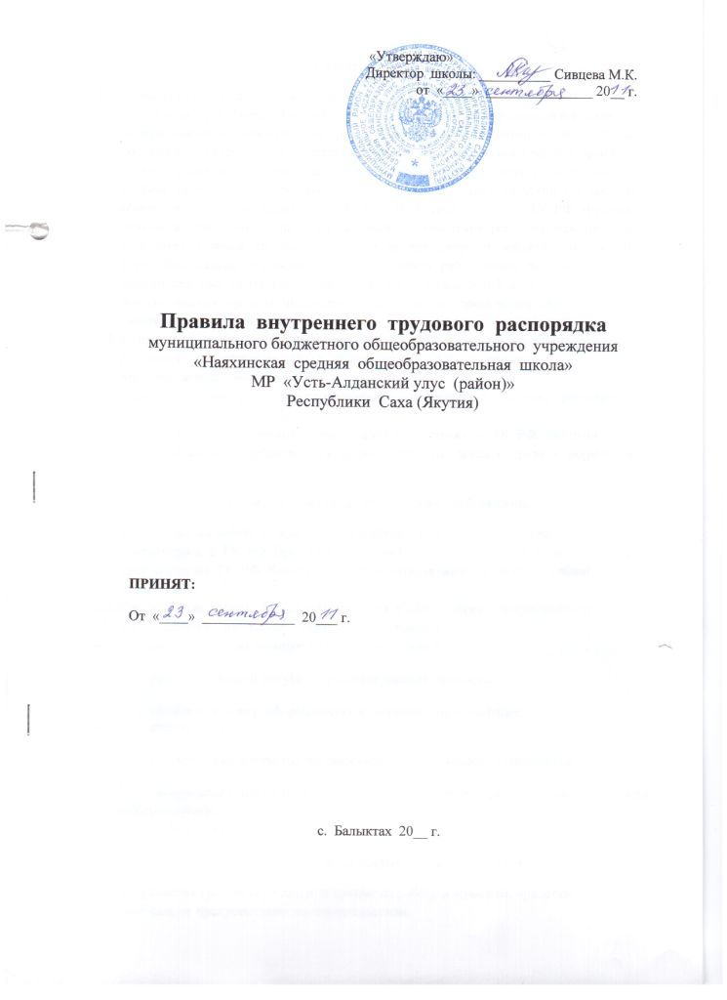 «Утверждаю»
Директор школы: __________ Сивцева М.К.
от «23» сентября 2011г.
Правила внутреннего трудового распорядка
муниципального бюджетного общеобразовательного учреждения
«Наяхинская средняя общеобразовательная школа»
МР «Усть-Алданский улус (район)»
Республики Саха (Якутия)
ПРИНЯТ:
От «23» сентября 2011 г.
с. Балыктах 20__ г.